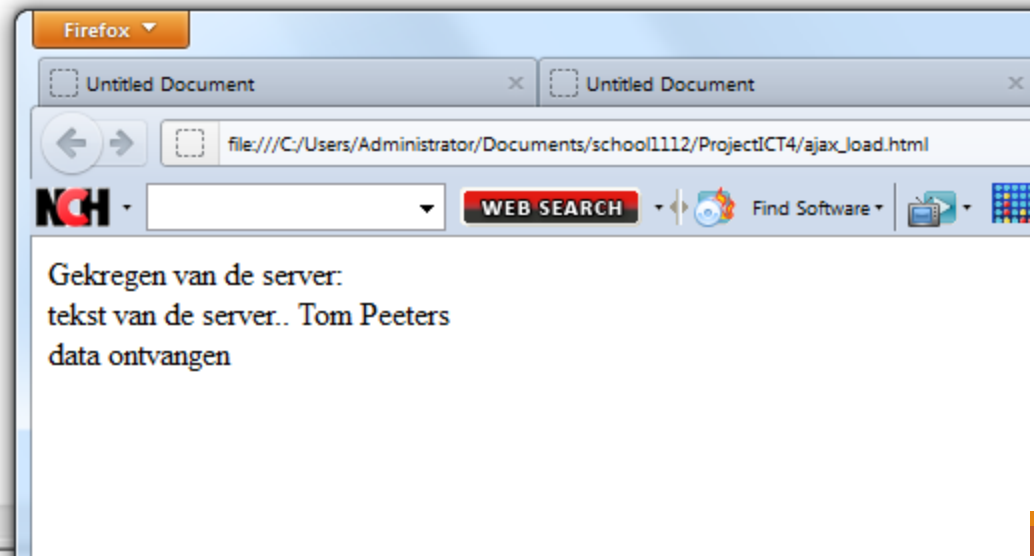 Firefox
Untitled Document
Untitled Document
file:///C:/Users/Administrator/Documents/school1112/ProjectICT4/ajax_load.html
NCH
WEB SEARCH
Find Software
Gekregen van de server:
tekst van de server.. Tom Peeters
data ontvangen